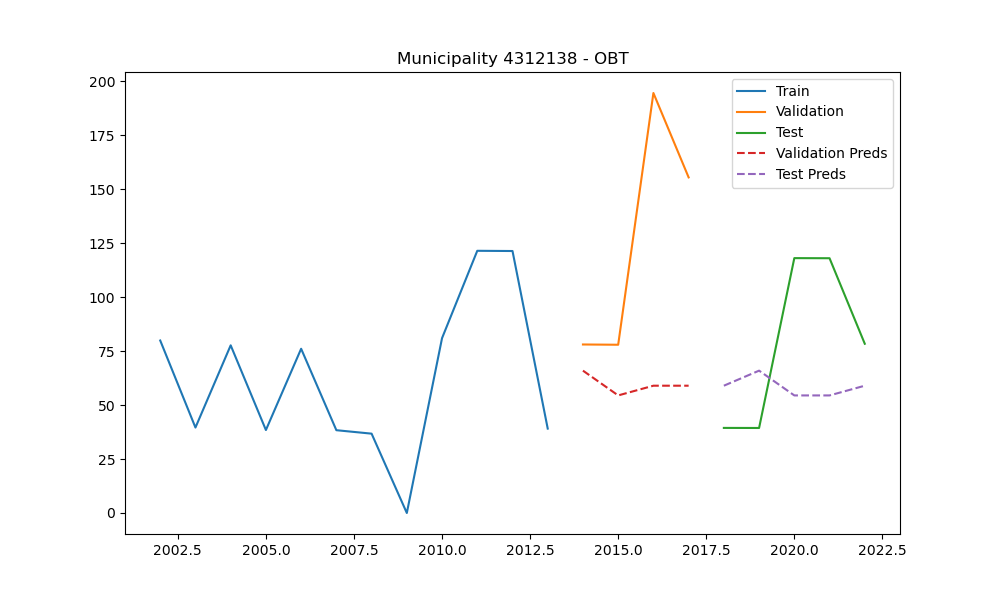 Municipality 4312138 - OBT
200
175
150
125
100
75
50
25
0
Train
Validation
Test
Validation Preds
Test Preds
2002.5 2005.0 2007.5 2010.0 2012.5 2015.0 2017.5 2020.0 2022.5